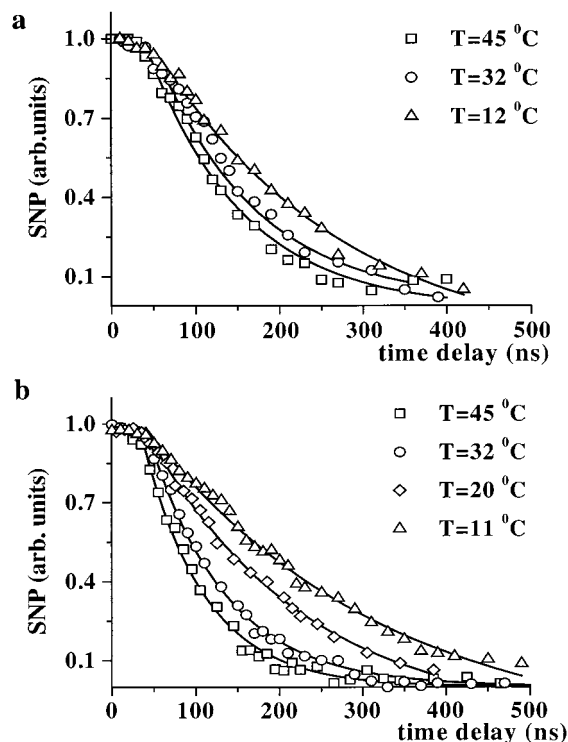 a
1.0
0.7
0.4
0.1
SNP (arb.units)
T=45 ⁰C
T=32 ⁰C
T=12 ⁰C
0 100 200 300 400 500
time delay (ns)
b
1.0
0.7
0.4
0.1
SNP (arb. units)
T=45 ⁰C
T=32 ⁰C
T=20 ⁰C
T=11 ⁰C
0 100 200 300 400 500
time delay (ns)